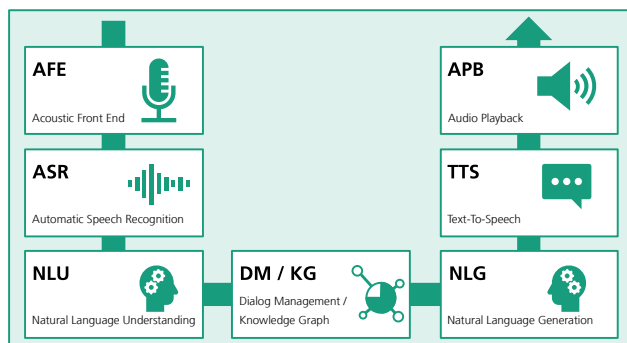 AFE
Acoustic Front End
ASR
Automatic Speech Recognition
NLU
Natural Language Understanding
DM / KG
Dialog Management /
Knowledge Graph
NLG
Natural Language Generation
TTS
Text-To-Speech
APB
Audio Playback